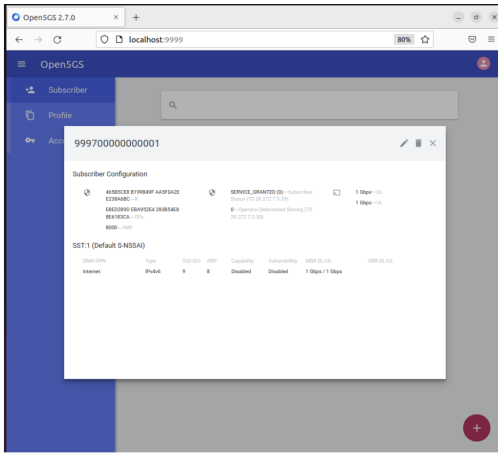 Open5GS 2.7.0
localhost:9999
80%
Open5GS
Subscriber
Profile
Acco
999700000000001
Subscriber Configuration
465B5CE8 B199B49F AA5F0A2E
E238A6BC---K
E8ED289D EBA952E4 283B54E8
8E6183CA---OPc
8000---AMF
SERVICE_GRANTED (0)---Subscriber
Status (TS 29.272 7.3.29)
0---Operator Determined Barring (TS
29.272 7.3.30)
1 Gbps---DL
1 Gbps---UL
SST:1 (Default S-NSSAI)
DNN/APN Type 5QI/QCI ARP Capability Vulnerability MBR DL/UL GBR DL/UL
internet IPv4v6 9 8 Disabled Disabled 1 Gbps / 1 Gbps